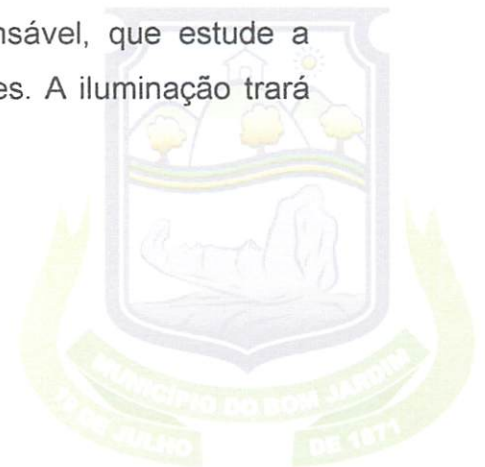 nsável, que estude a
es. A iluminação trará
MUNICÍPIO DO BOM JARDIM
19 DE JULHO
DE 1871